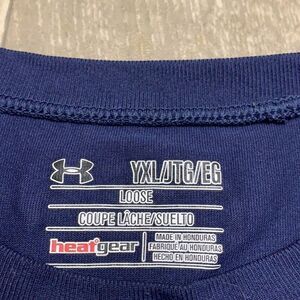 YXL/JTG/EG
LOOSE
COUPE LÂCHE/SUELTO
heatgear
MADE IN HONDURAS
FABRIQUÉ AU HONDURAS
HECHO EN HONDURAS